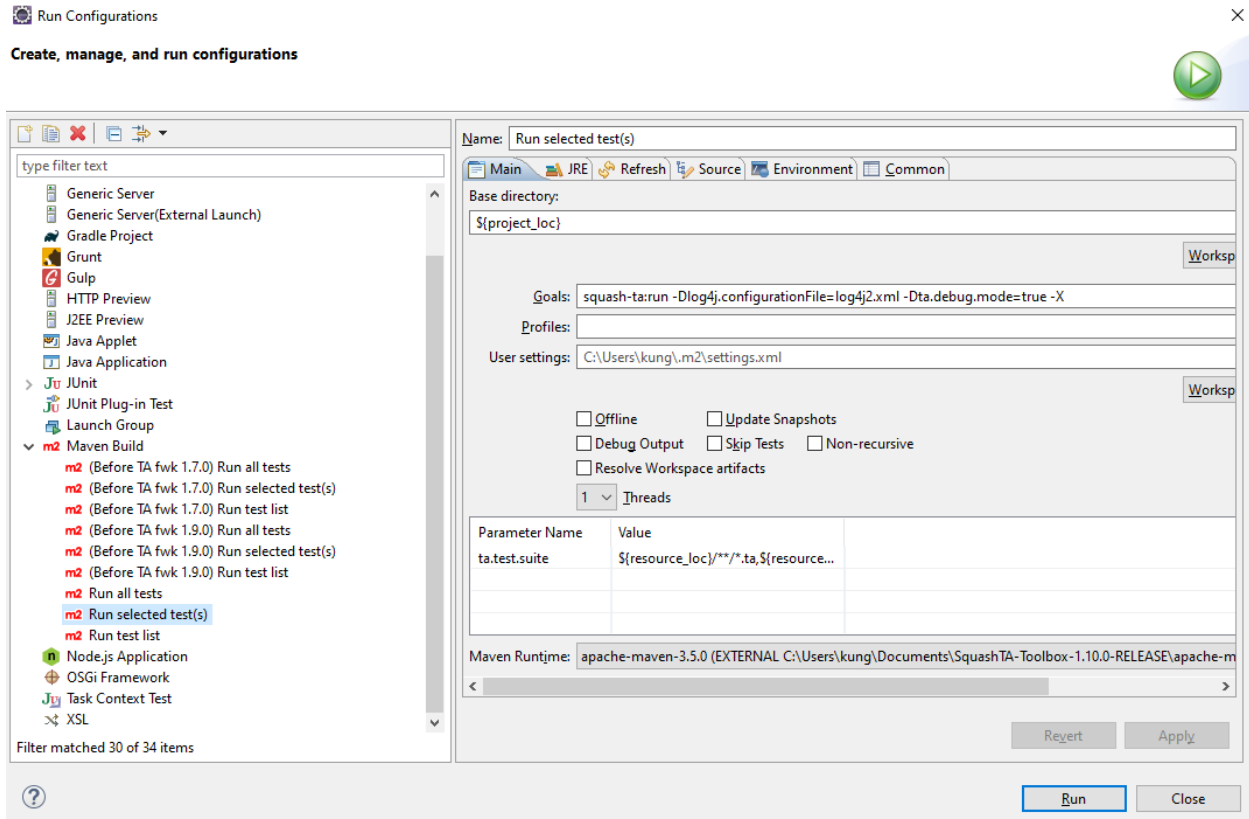 Run Configurations
Create, manage, and run configurations
type filter text
Generic Server
Generic Server(External Launch)
Gradle Project
Grunt
Gulp
HTTP Preview
J2EE Preview
Java Applet
Java Application
JUnit
JUnit Plug-in Test
Launch Group
m2 Maven Build
m2 (Before TA fwk 1.7.0) Run all tests
m2 (Before TA fwk 1.7.0) Run selected test(s)
m2 (Before TA fwk 1.7.0) Run test list
m2 (Before TA fwk 1.9.0) Run all tests
m2 (Before TA fwk 1.9.0) Run selected test(s)
m2 (Before TA fwk 1.9.0) Run test list
m2 Run all tests
m2 Run selected test(s)
m2 Run test list
Node.js Application
OSGi Framework
Task Context Test
XSL
Filter matched 30 of 34 items
Name: Run selected test(s)
Main JRE Refresh Source Environment Common
Base directory:
${project_loc}
Worksp
Goals: squash-ta:run -Dlog4j.configurationFile=log4j2.xml -Dta.debug.mode=true -X
Profiles:
User settings: C:\Users\kung\.m2\settings.xml
Worksp
Offline Update Snapshots
Debug Output Skip Tests Non-recursive
Resolve Workspace artifacts
1 Threads
Parameter Name Value
ta.test.suite ${resource_loc}/**/*.ta,${resource...
Maven Runtime: apache-maven-3.5.0 (EXTERNAL C:\Users\kung\Documents\SquashTA-Toolbox-1.10.0-RELEASE\apache-m
Revert Apply
Run Close